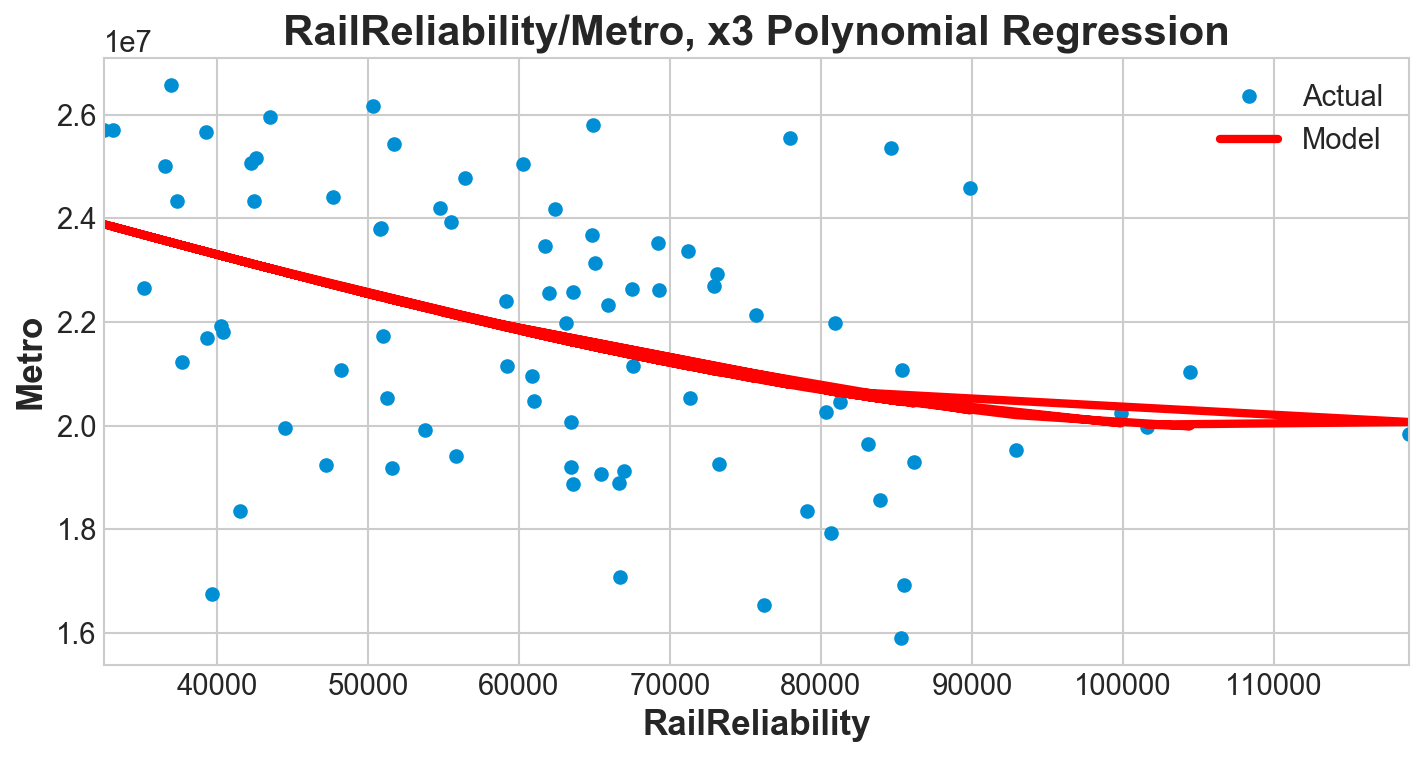 RailReliability/Metro, x3 Polynomial Regression
1e7
Actual
Model
2.6
2.4
2.2
2.0
1.8
1.6
Metro
40000 50000 60000 70000 80000 90000 100000 110000
RailReliability